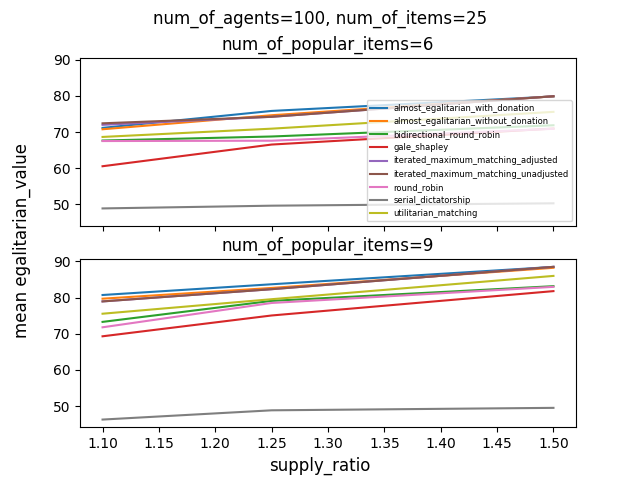 num_of_agents=100, num_of_items=25
num_of_popular_items=6
90
80
70
60
50
almost_egalitarian_with_donation
almost_egalitarian_without_donation
bidirectional_round_robin
gale_shapley
iterated_maximum_matching_adjusted
iterated_maximum_matching_unadjusted
round_robin
serial_dictatorship
utilitarian_matching
mean egalitarian_value
num_of_popular_items=9
90
80
70
60
50
1.10 1.15 1.20 1.25 1.30 1.35 1.40 1.45 1.50
supply_ratio